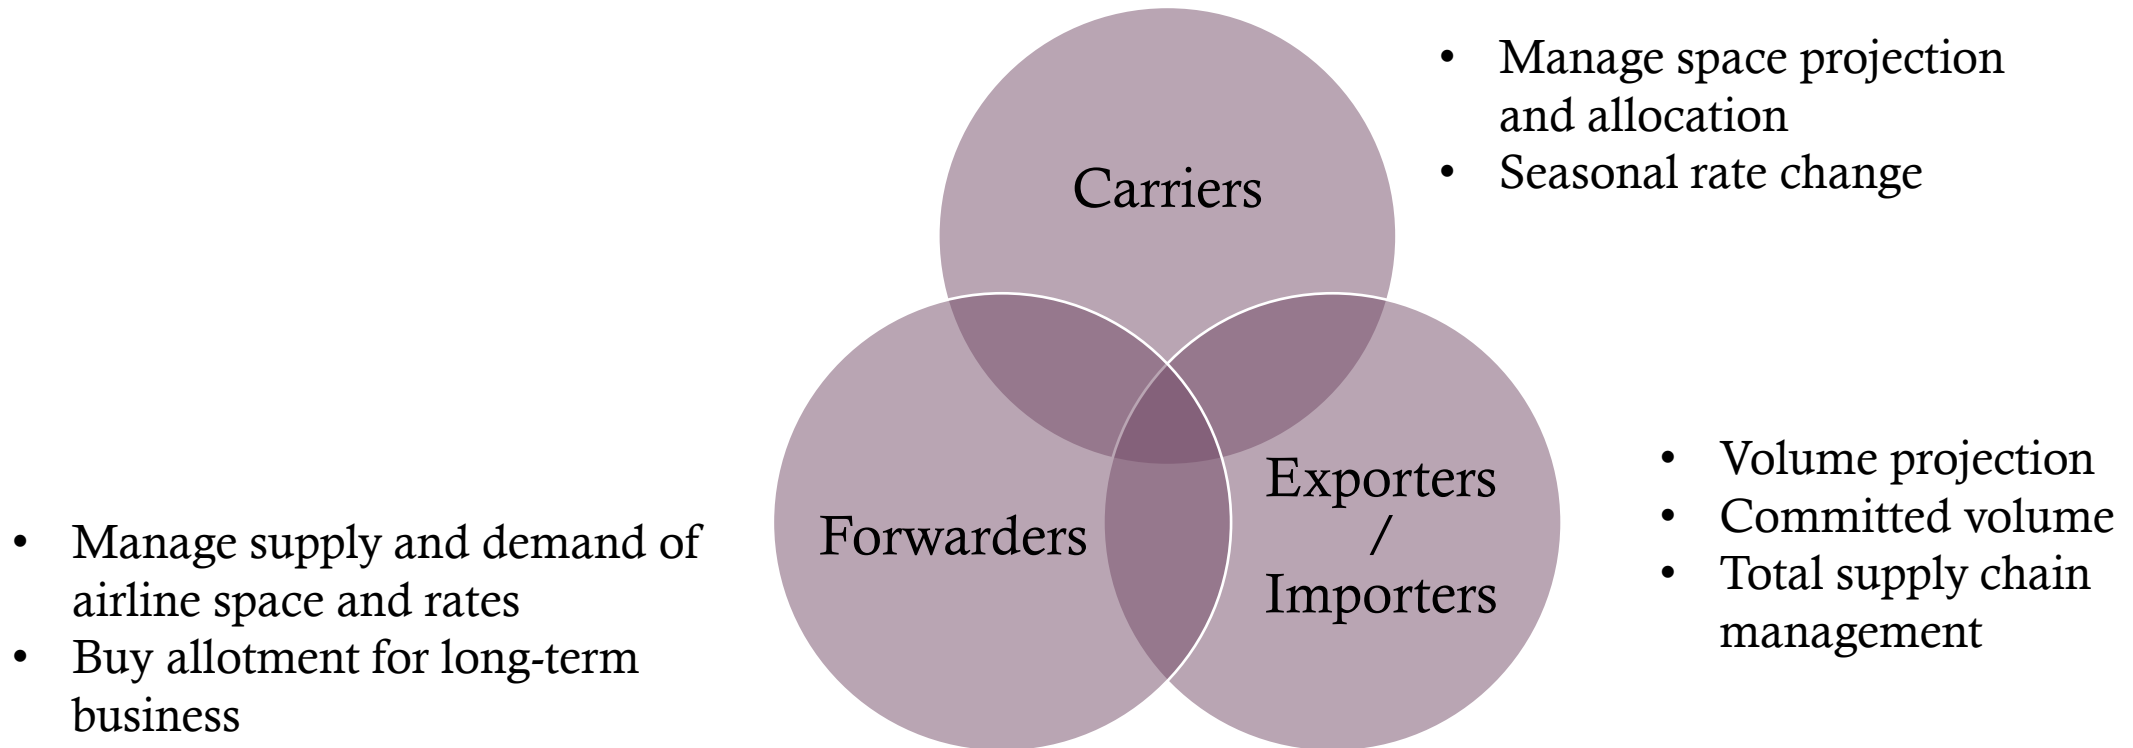 Carriers
• Manage space projection
and allocation
• Seasonal rate change
Forwarders
• Manage supply and demand of
airline space and rates
• Buy allotment for long-term
business
Exporters
/
Importers
• Volume projection
• Committed volume
• Total supply chain
management